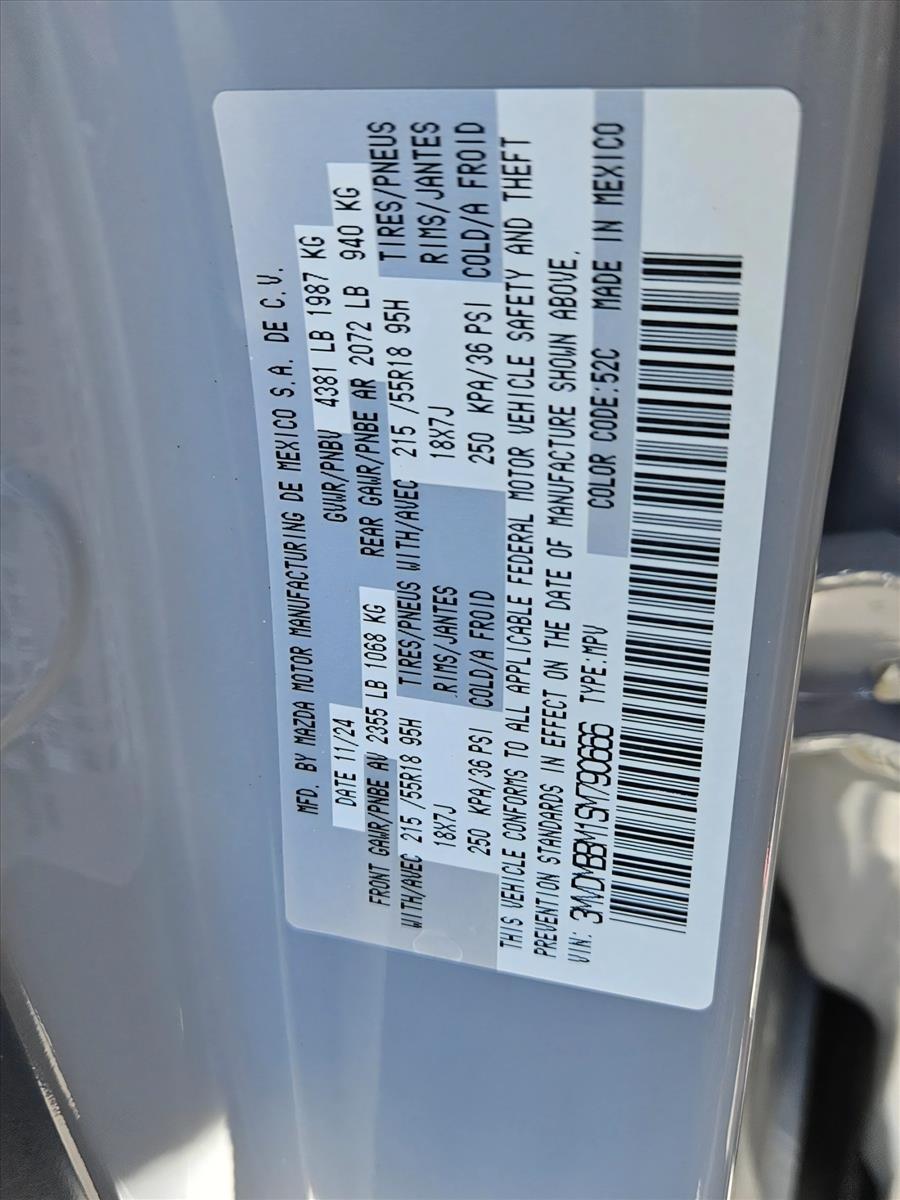 MFD. BY MAZDA MOTOR MANUFACTURING DE MEXICO S.A. DE C.V.
DATE 11/24 GVWR/PNBV 4381 LB 1987 KG
FRONT GAWR/PNBE AV 2355 LB 1068 KG REAR GAWR/PNBE AR 2072 LB 940 KG
WITH/AVEC 215 /55R18 95H TIRES/PNEUS WITH/AVEC 215 /55R18 95H TIRES/PNEUS
18X7J RIMS/JANTES 18X7J RIMS/JANTES
250 KPA/36 PSI COLD/A FROID 250 KPA/36 PSI COLD/A FROID
THIS VEHICLE CONFORMS TO ALL APPLICABLE FEDERAL MOTOR VEHICLE SAFETY AND THEFT
PREVENTION STANDARDS IN EFFECT ON THE DATE OF MANUFACTURE SHOWN ABOVE.
VIN: 3MVDMBBM1SM790666 TYPE:MPV COLOR CODE:52C MADE IN MEXICO